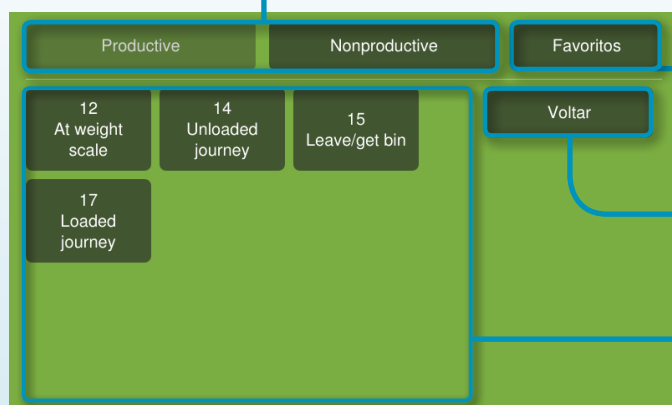 Productive
Nonproductive
Favoritos
12
At weight
scale
14
Unloaded
journey
15
Leave/get bin
Voltar
17
Loaded
journey